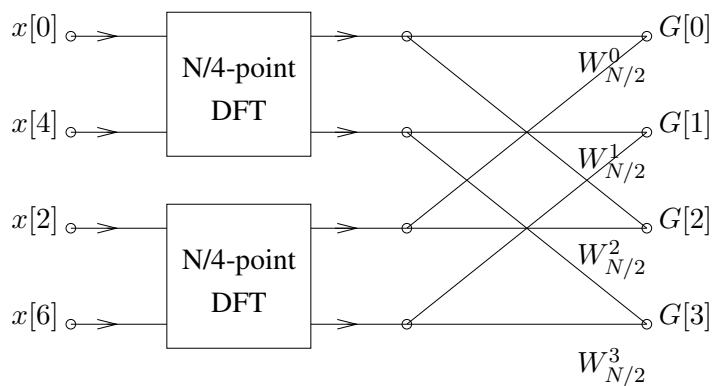 x[0]
N/4-point
DFT
G[0]
W^0_{N/2}
x[4]
G[1]
W^1_{N/2}
x[2]
N/4-point
DFT
G[2]
W^2_{N/2}
x[6]
G[3]
W^3_{N/2}